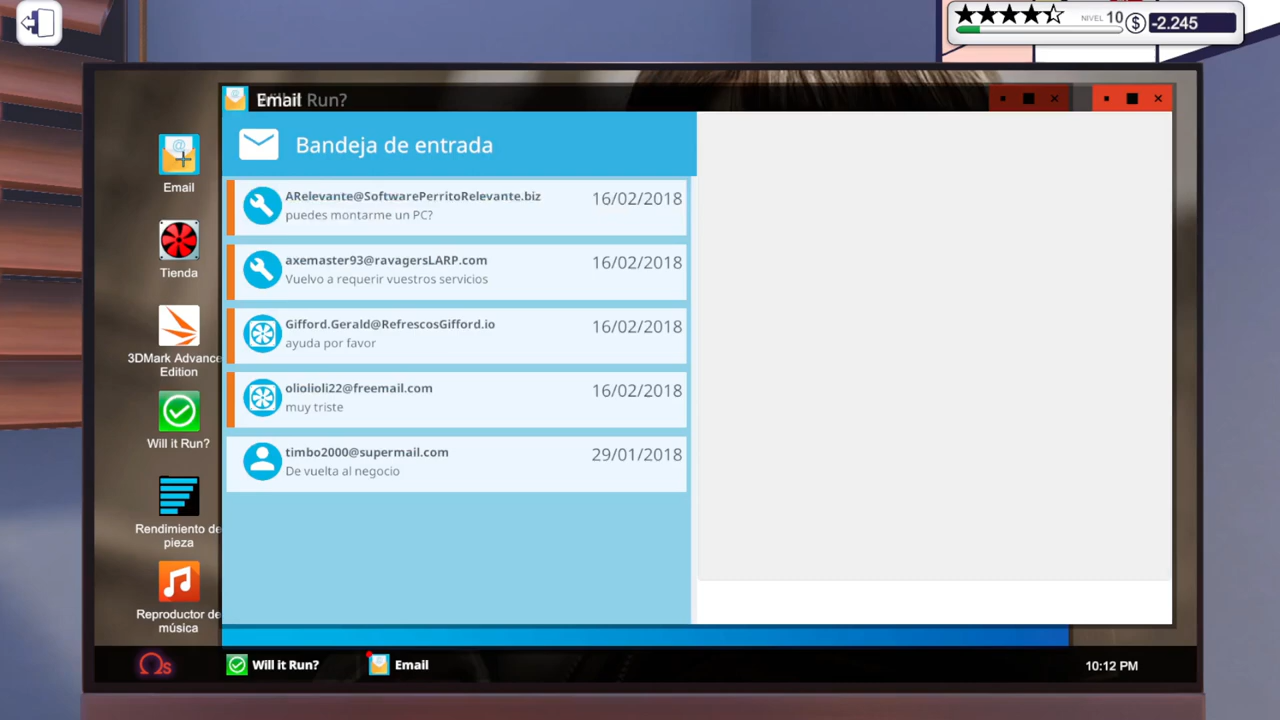 NIVEL 10
$ -2.245
Email
Bandeja de entrada
ARelevante@SoftwarePerritoRelevante.biz
16/02/2018
puedes montarme un PC?
axemaster93@ravagersLARP.com
16/02/2018
Vuelvo a requerir vuestros servicios
Gifford.Gerald@RefrescosGifford.io
16/02/2018
ayuda por favor
oliolioli22@freemail.com
16/02/2018
muy triste
timbo2000@supermail.com
29/01/2018
De vuelta al negocio
Email
Tienda
3DMark Advance
Edition
Will it Run?
Rendimiento de
pieza
Reproductor de
música
Will it Run?
Email
10:12 PM